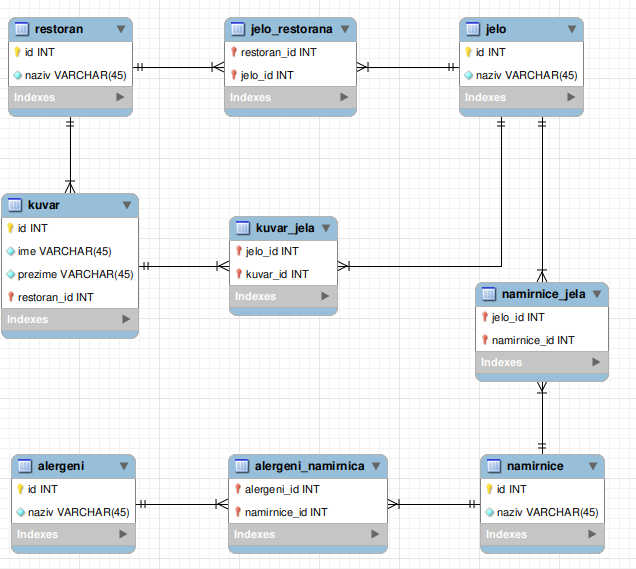 restoran
id INT
naziv VARCHAR(45)
Indexes
jelo_restorana
restoran_id INT
jelo_id INT
Indexes
jelo
id INT
naziv VARCHAR(45)
Indexes
kuvar
id INT
ime VARCHAR(45)
prezime VARCHAR(45)
restoran_id INT
Indexes
kuvar_jela
jelo_id INT
kuvar_id INT
Indexes
namirnice_jela
jelo_id INT
namirnice_id INT
Indexes
alergeni
id INT
naziv VARCHAR(45)
Indexes
alergeni_namirnica
alergeni_id INT
namirnice_id INT
Indexes
namirnice
id INT
naziv VARCHAR(45)
Indexes